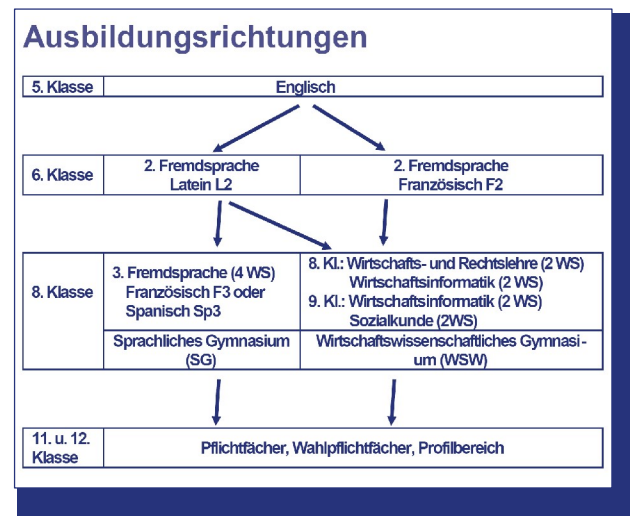 Ausbildungsrichtungen
5. Klasse
Englisch
6. Klasse
2. Fremdsprache
Latein L2
2. Fremdsprache
Französisch F2
8. Klasse
3. Fremdsprache (4 WS)
Französisch F3 oder
Spanisch Sp3
8. Kl.: Wirtschafts- und Rechtslehre (2 WS)
Wirtschaftsinformatik (2 WS)
9. Kl.: Wirtschaftsinformatik (2 WS)
Sozialkunde (2WS)
Sprachliches Gymnasium
(SG)
Wirtschaftswissenschaftliches Gymnasi-
um (WSW)
11. u. 12.
Klasse
Pflichtfächer, Wahlpflichtfächer, Profilbereich